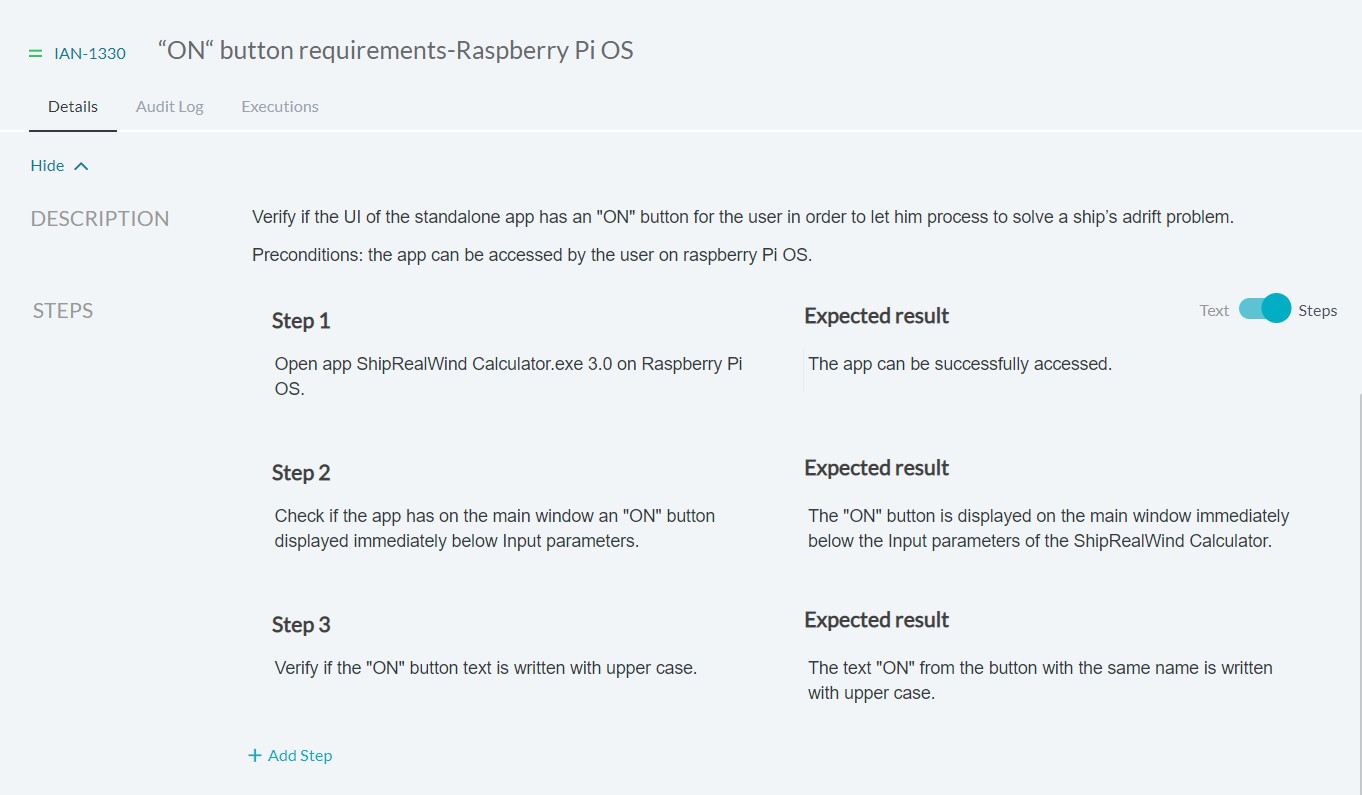 IAN-1330 “ON“ button requirements-Raspberry Pi OS
Details Audit Log Executions
Hide
DESCRIPTION
Verify if the UI of the standalone app has an "ON" button for the user in order to let him process to solve a ship’s adrift problem.
Preconditions: the app can be accessed by the user on raspberry Pi OS.
STEPS
Text Steps
Step 1
Open app ShipRealWind Calculator.exe 3.0 on Raspberry Pi
OS.
Expected result
The app can be successfully accessed.
Step 2
Check if the app has on the main window an "ON" button
displayed immediately below Input parameters.
Expected result
The "ON" button is displayed on the main window immediately
below the Input parameters of the ShipRealWind Calculator.
Step 3
Verify if the "ON" button text is written with upper case.
Expected result
The text "ON" from the button with the same name is written
with upper case.
+ Add Step